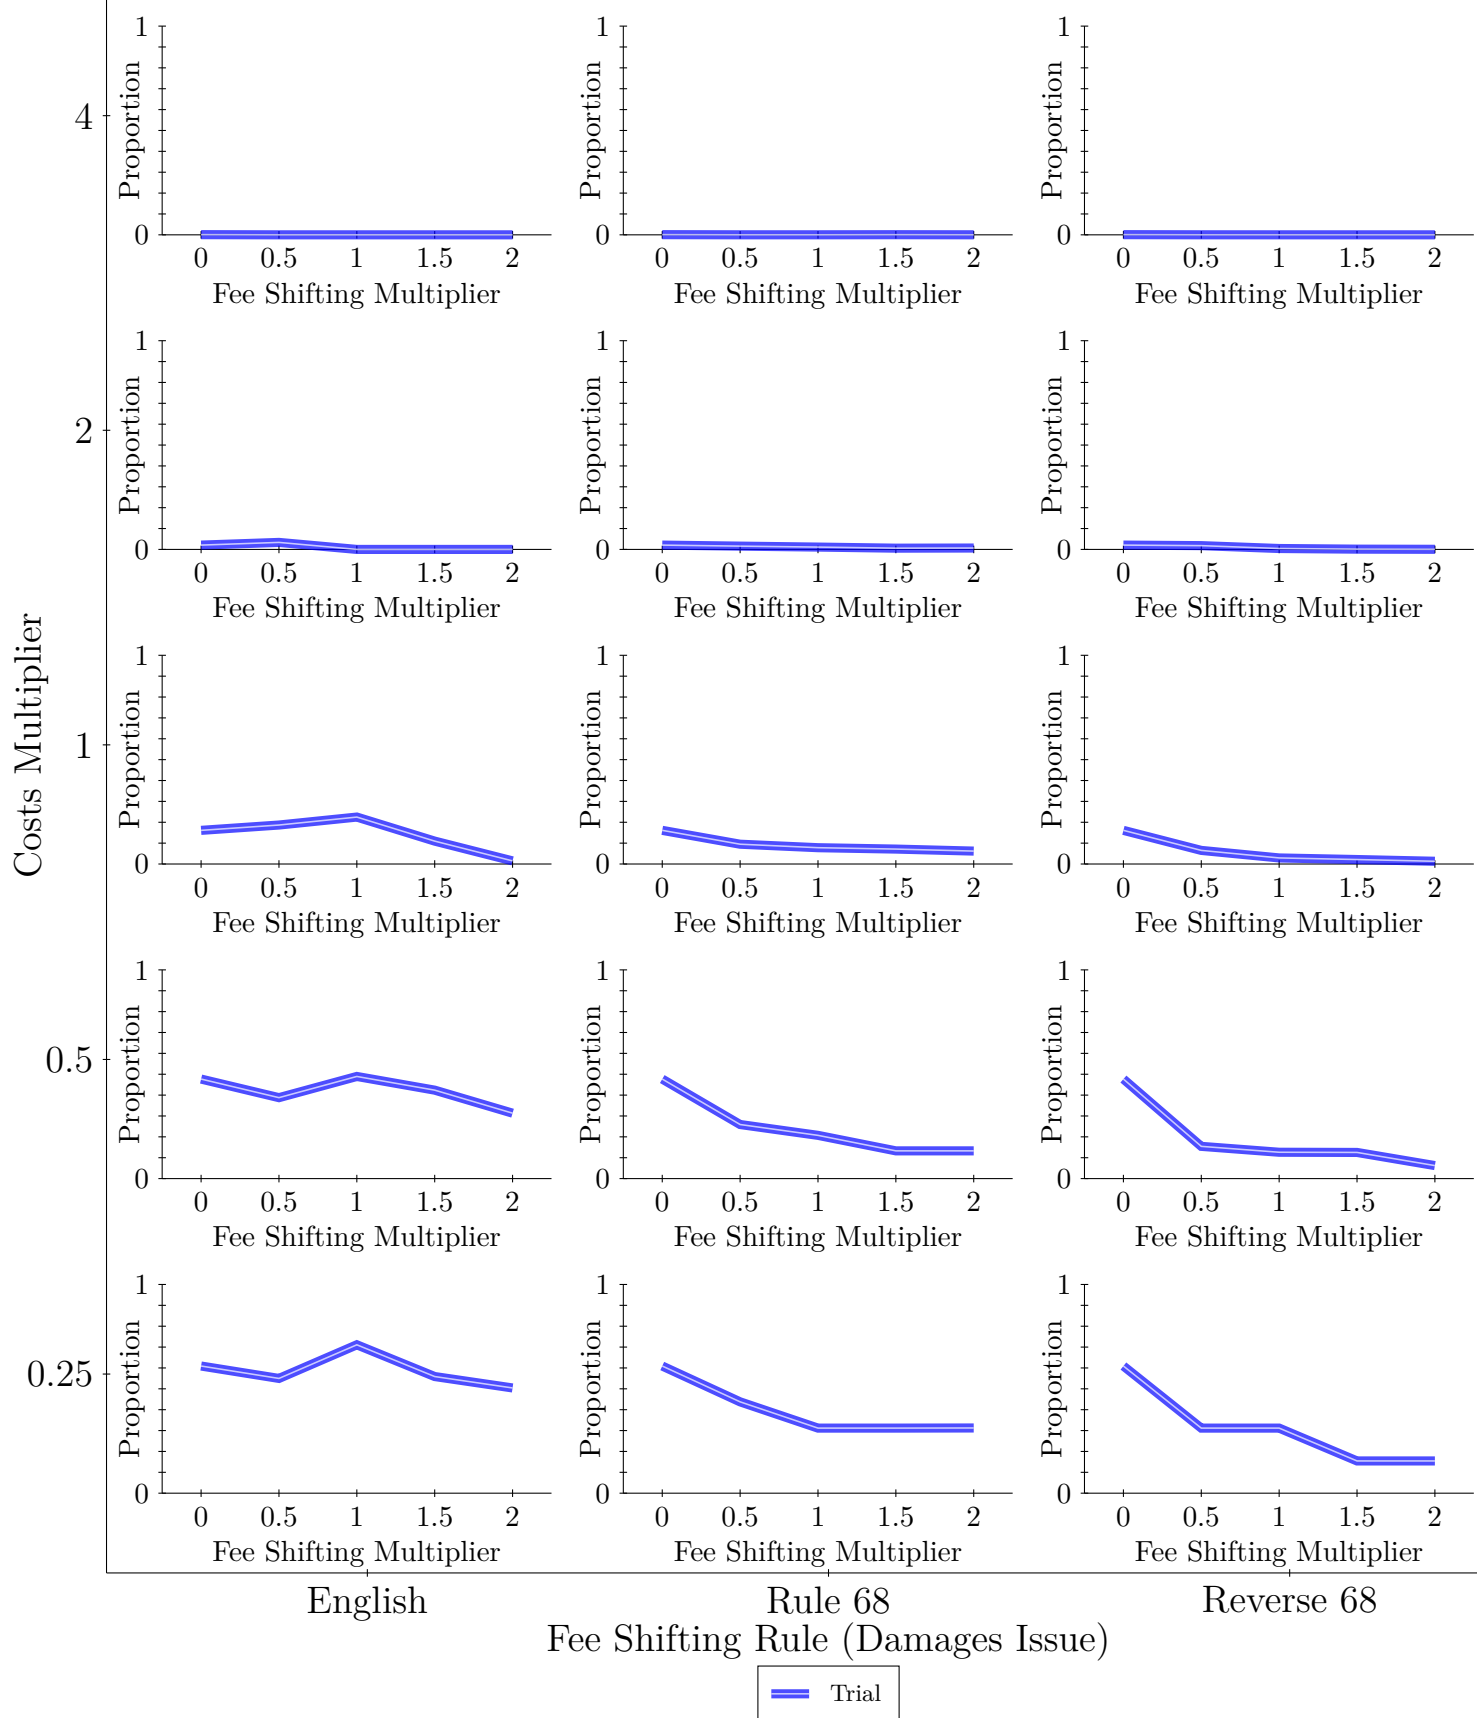 1
1
1
Proportion
Proportion
Proportion
4
0
0
0
0 0.5 1 1.5 2
0 0.5 1 1.5 2
0 0.5 1 1.5 2
Fee Shifting Multiplier
Fee Shifting Multiplier
Fee Shifting Multiplier
1
1
1
Proportion
Proportion
Proportion
2
0
0
0
0 0.5 1 1.5 2
0 0.5 1 1.5 2
0 0.5 1 1.5 2
Fee Shifting Multiplier
Fee Shifting Multiplier
Fee Shifting Multiplier
Costs Multiplier
1
1
1
Proportion
Proportion
Proportion
1
0
0
0
0 0.5 1 1.5 2
0 0.5 1 1.5 2
0 0.5 1 1.5 2
Fee Shifting Multiplier
Fee Shifting Multiplier
Fee Shifting Multiplier
1
1
1
Proportion
Proportion
Proportion
0.5
0
0
0
0 0.5 1 1.5 2
0 0.5 1 1.5 2
0 0.5 1 1.5 2
Fee Shifting Multiplier
Fee Shifting Multiplier
Fee Shifting Multiplier
1
1
1
Proportion
Proportion
Proportion
0.25
0
0
0
0 0.5 1 1.5 2
0 0.5 1 1.5 2
0 0.5 1 1.5 2
Fee Shifting Multiplier
Fee Shifting Multiplier
Fee Shifting Multiplier
English
Rule 68
Reverse 68
Fee Shifting Rule (Damages Issue)
Trial